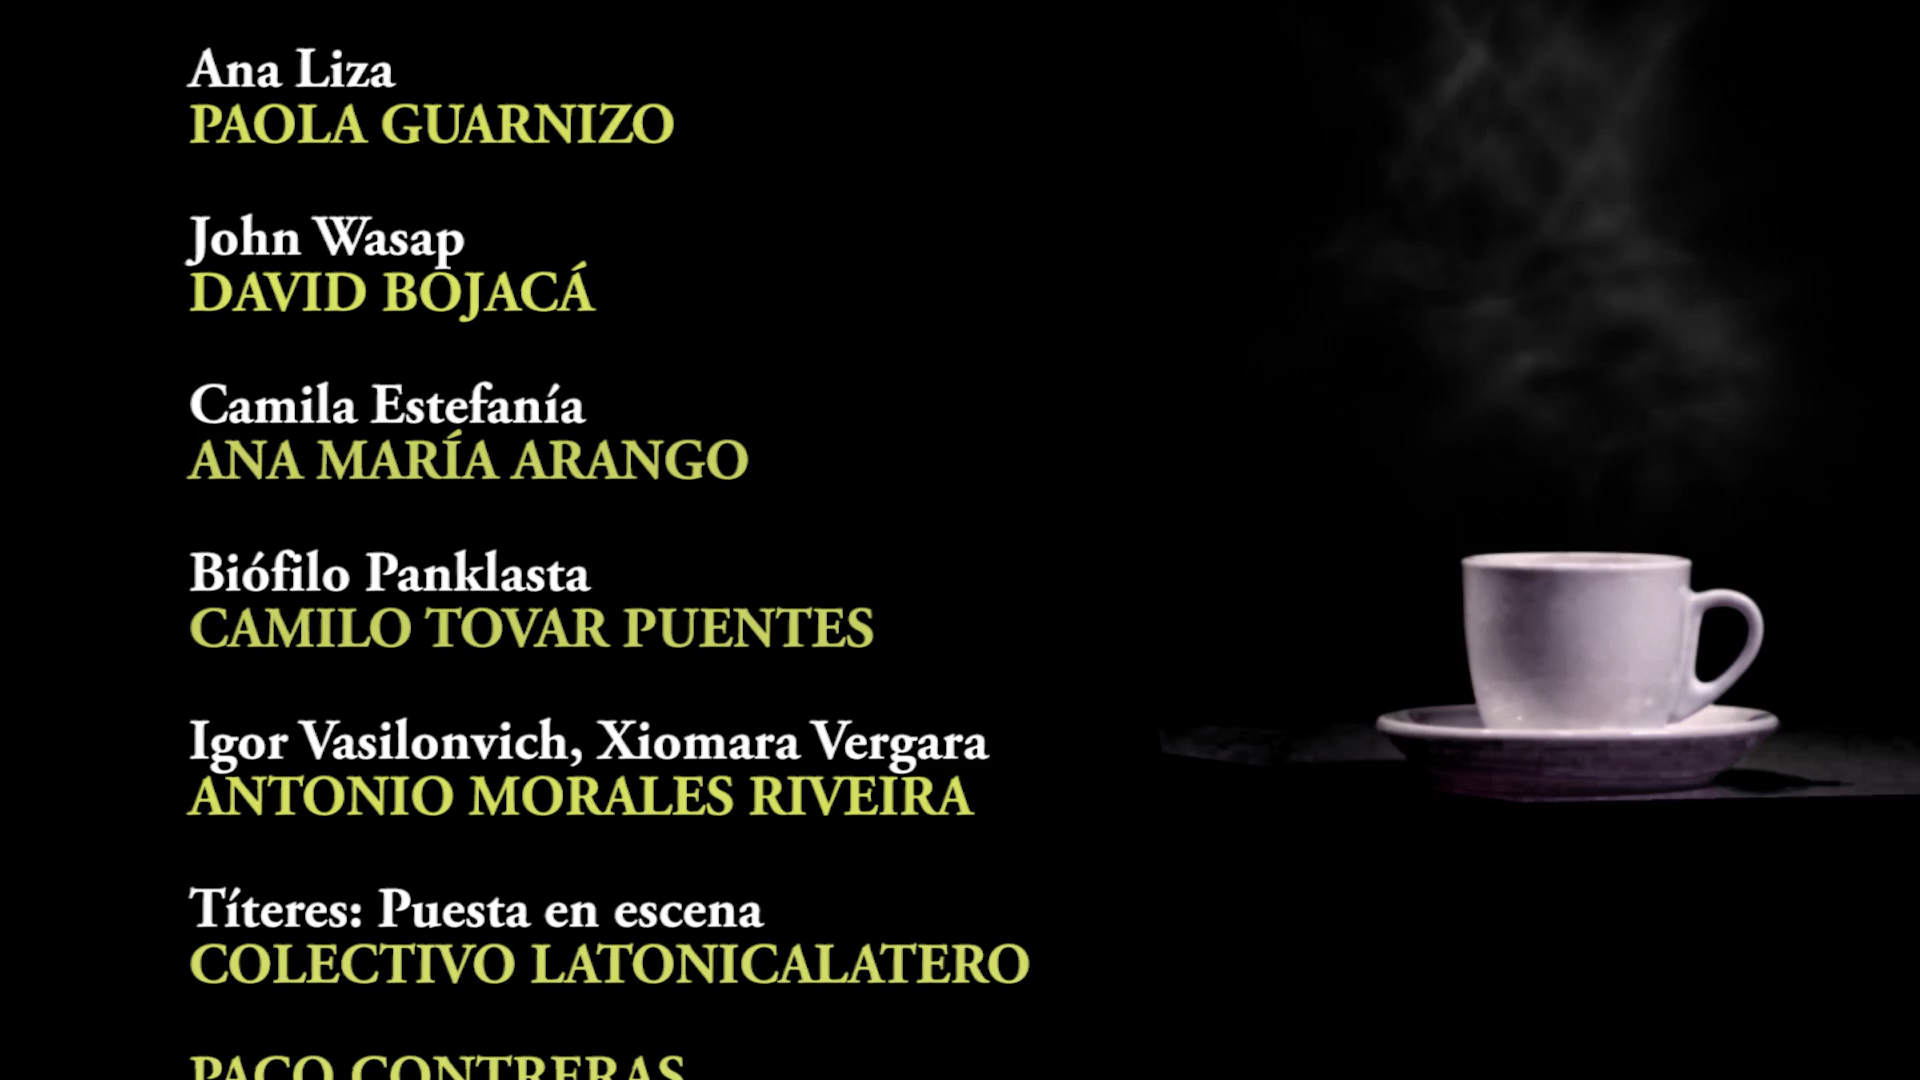 Ana Liza
PAOLA GUARNIZO
John Wasap
DAVID BOJACÁ
Camila Estefanía
ANA MARÍA ARANGO
Biófilo Panklasta
CAMILO TOVAR PUENTES
Igor Vasilonvich, Xiomara Vergara
ANTONIO MORALES RIVEIRA
Títeres: Puesta en escena
COLECTIVO LATONICALATERO
PACO CONTRERAS